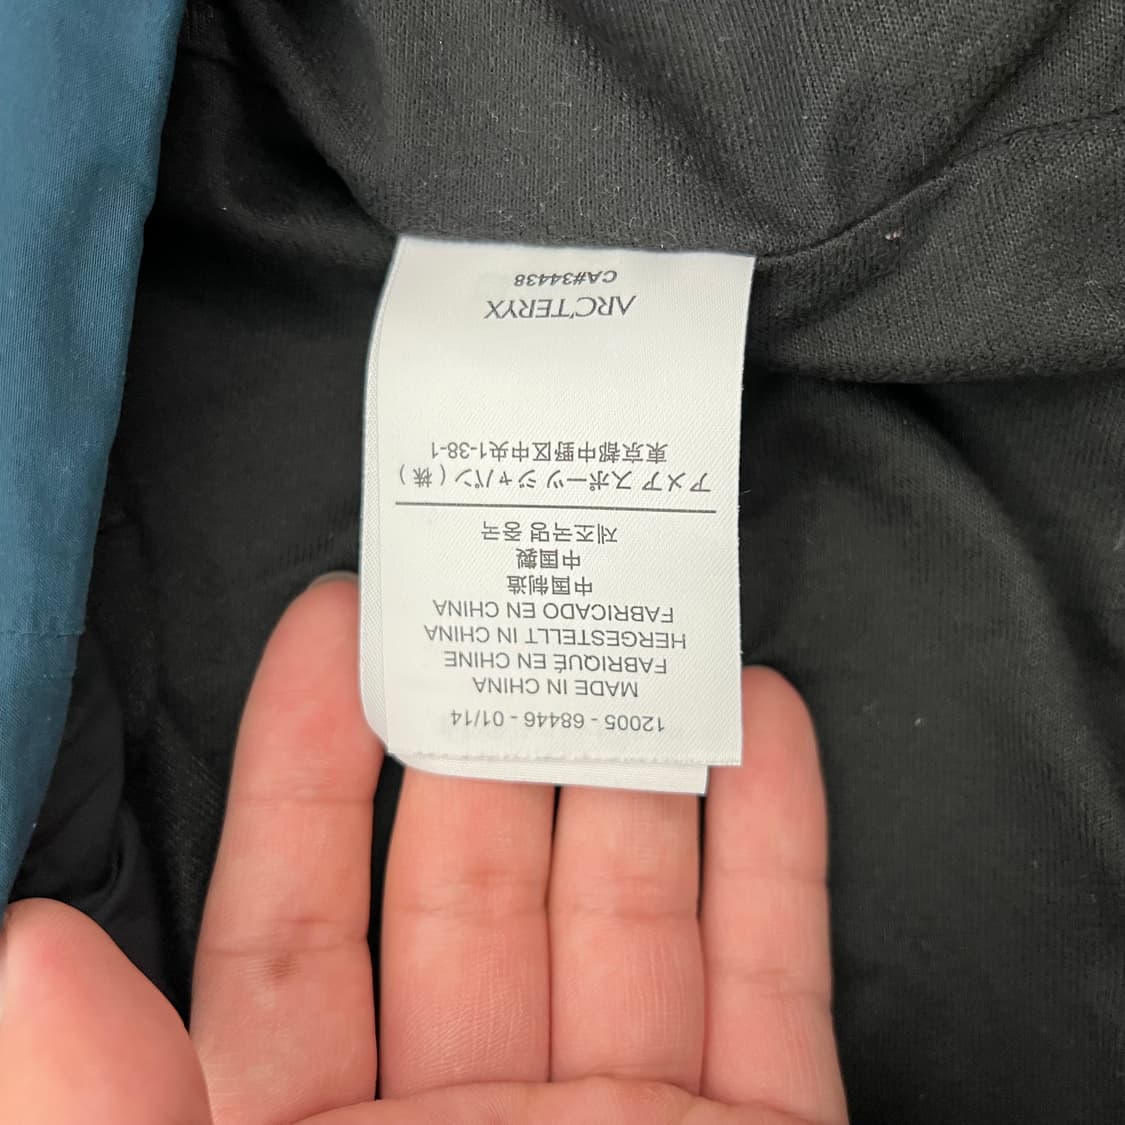 12005 - 68446 - 01/14
MADE IN CHINA
FABRIQUÉ EN CHINE
HERGESTELLT IN CHINA
FABRICADO EN CHINA
中国制造
中国製
제조국명 중국
アメア スポーツ ジャパン ( 株 )
東京都中野区中央1-38-1
ARC'TERYX
CA#34438